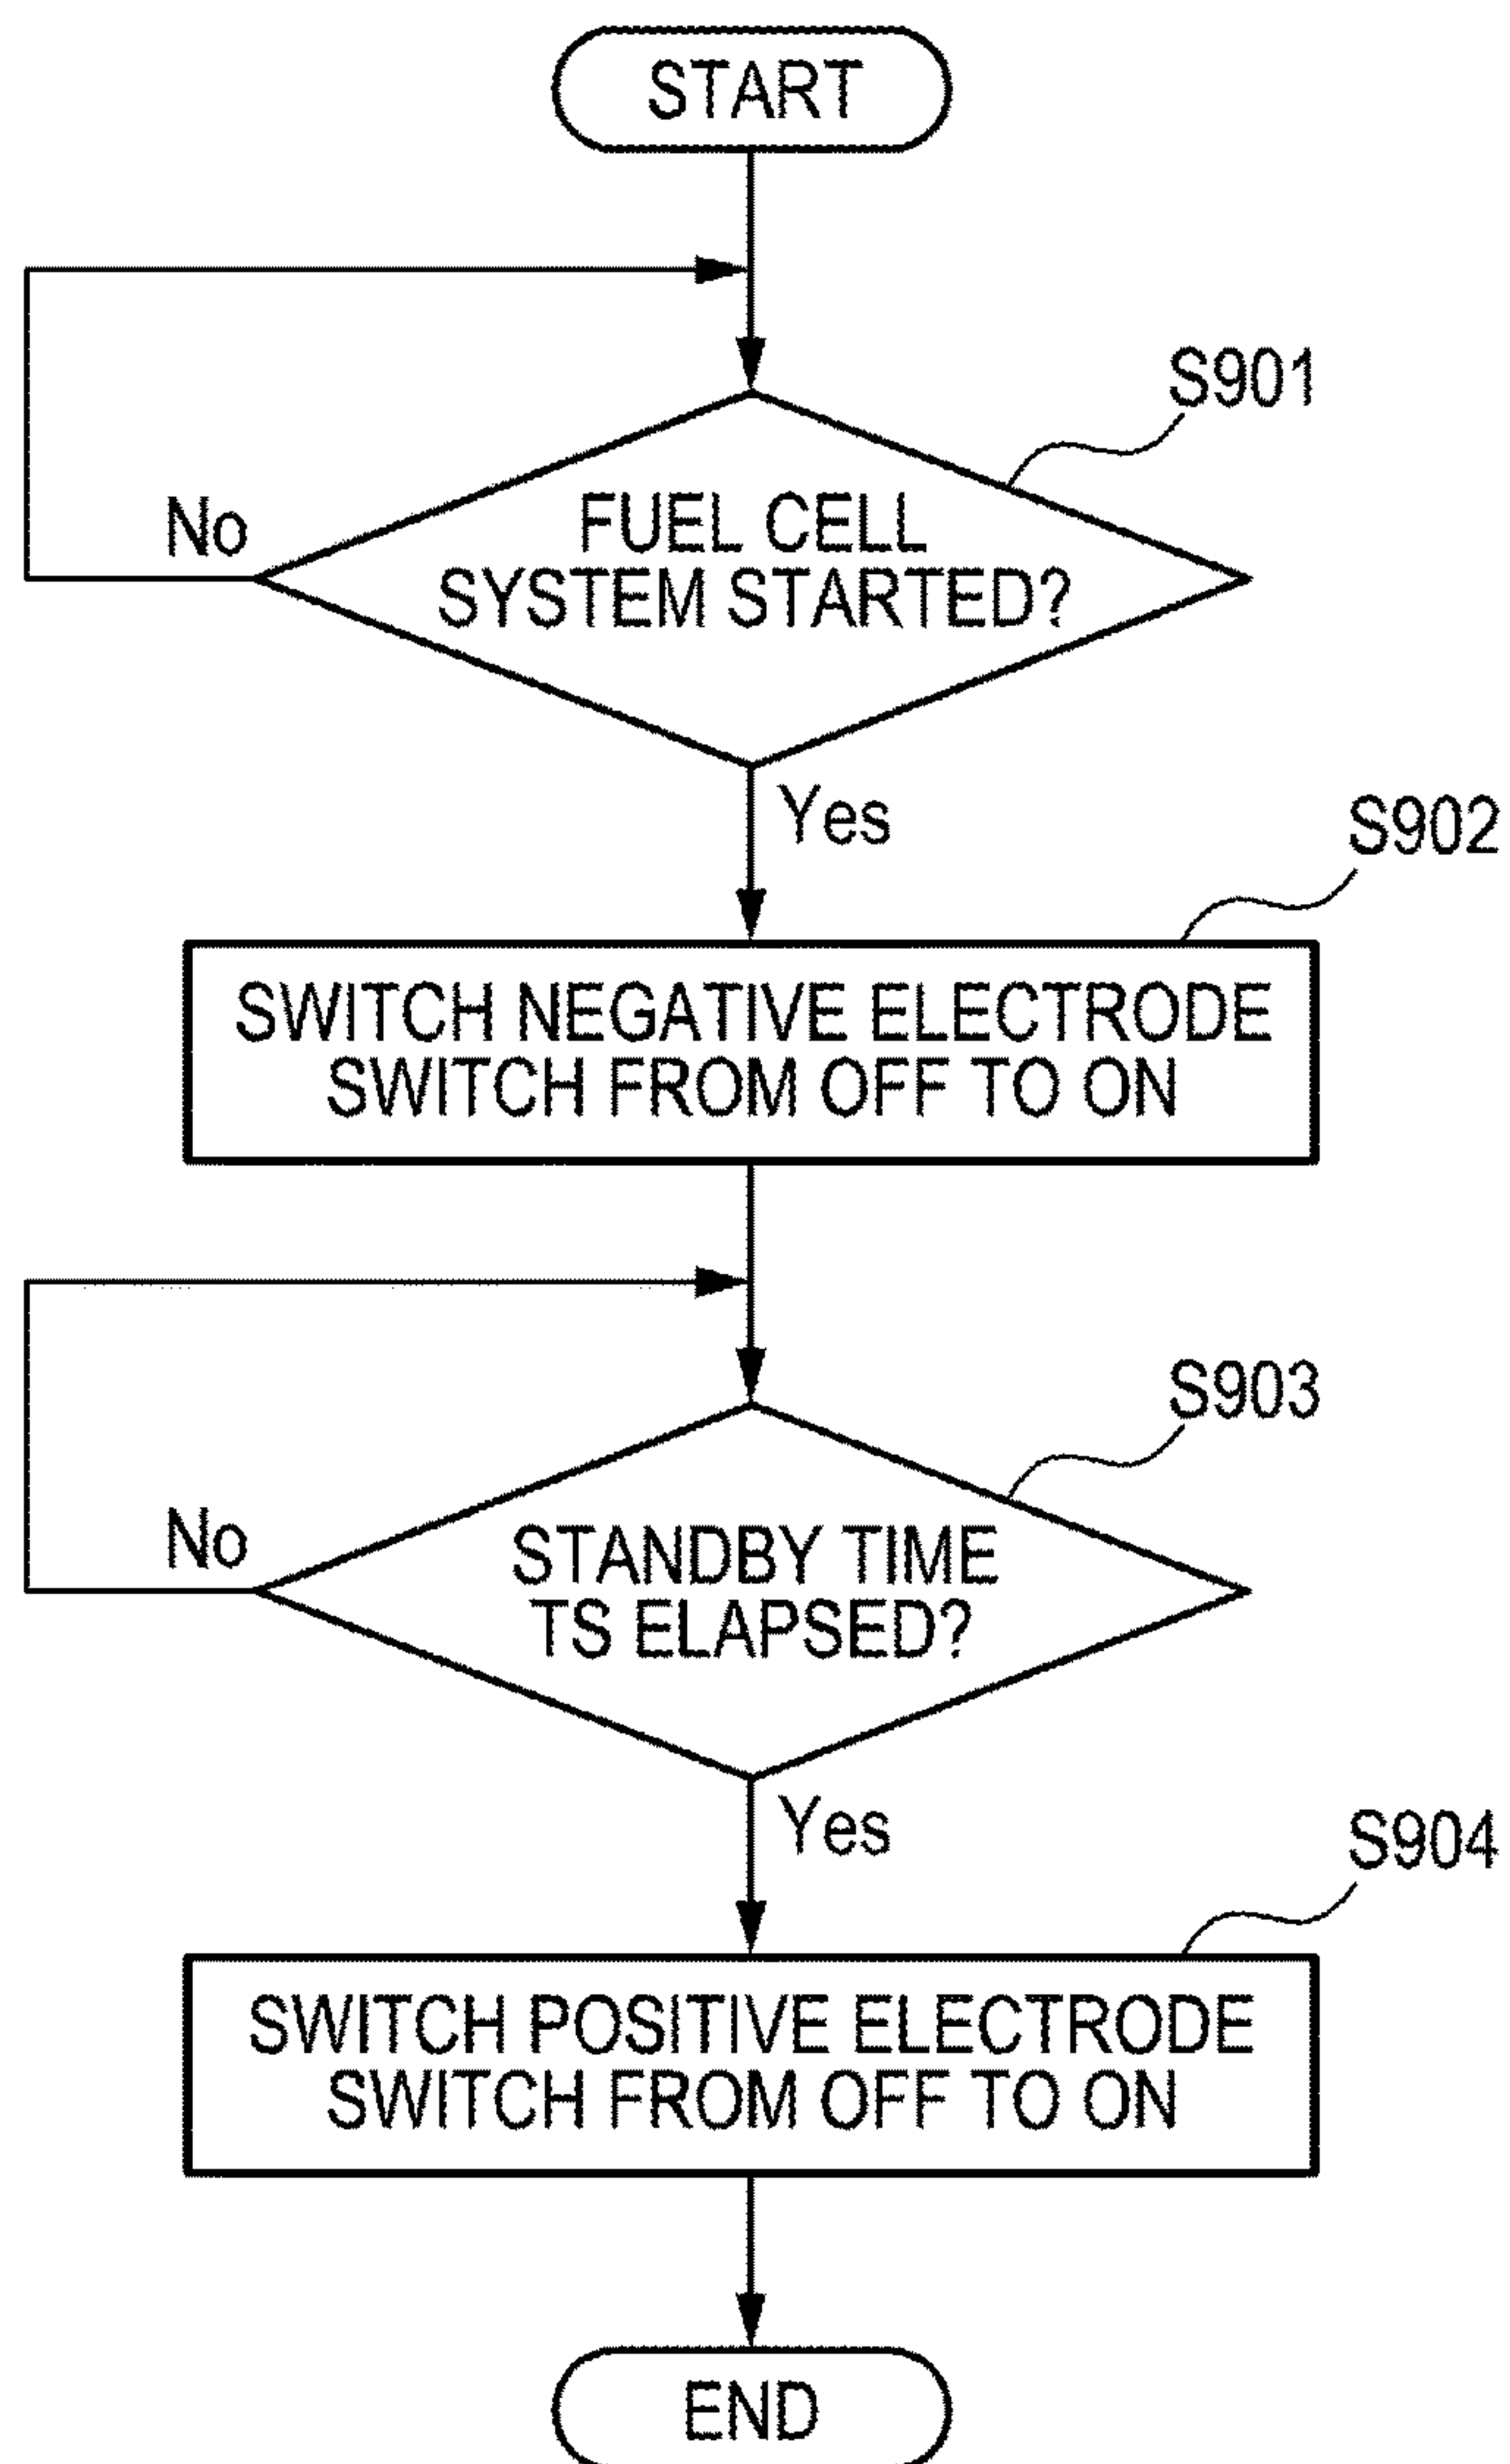 START
S901
FUEL CELL
SYSTEM STARTED?
No
Yes
S902
SWITCH NEGATIVE ELECTRODE
SWITCH FROM OFF TO ON
S903
STANDBY TIME
TS ELAPSED?
No
Yes
S904
SWITCH POSITIVE ELECTRODE
SWITCH FROM OFF TO ON
END